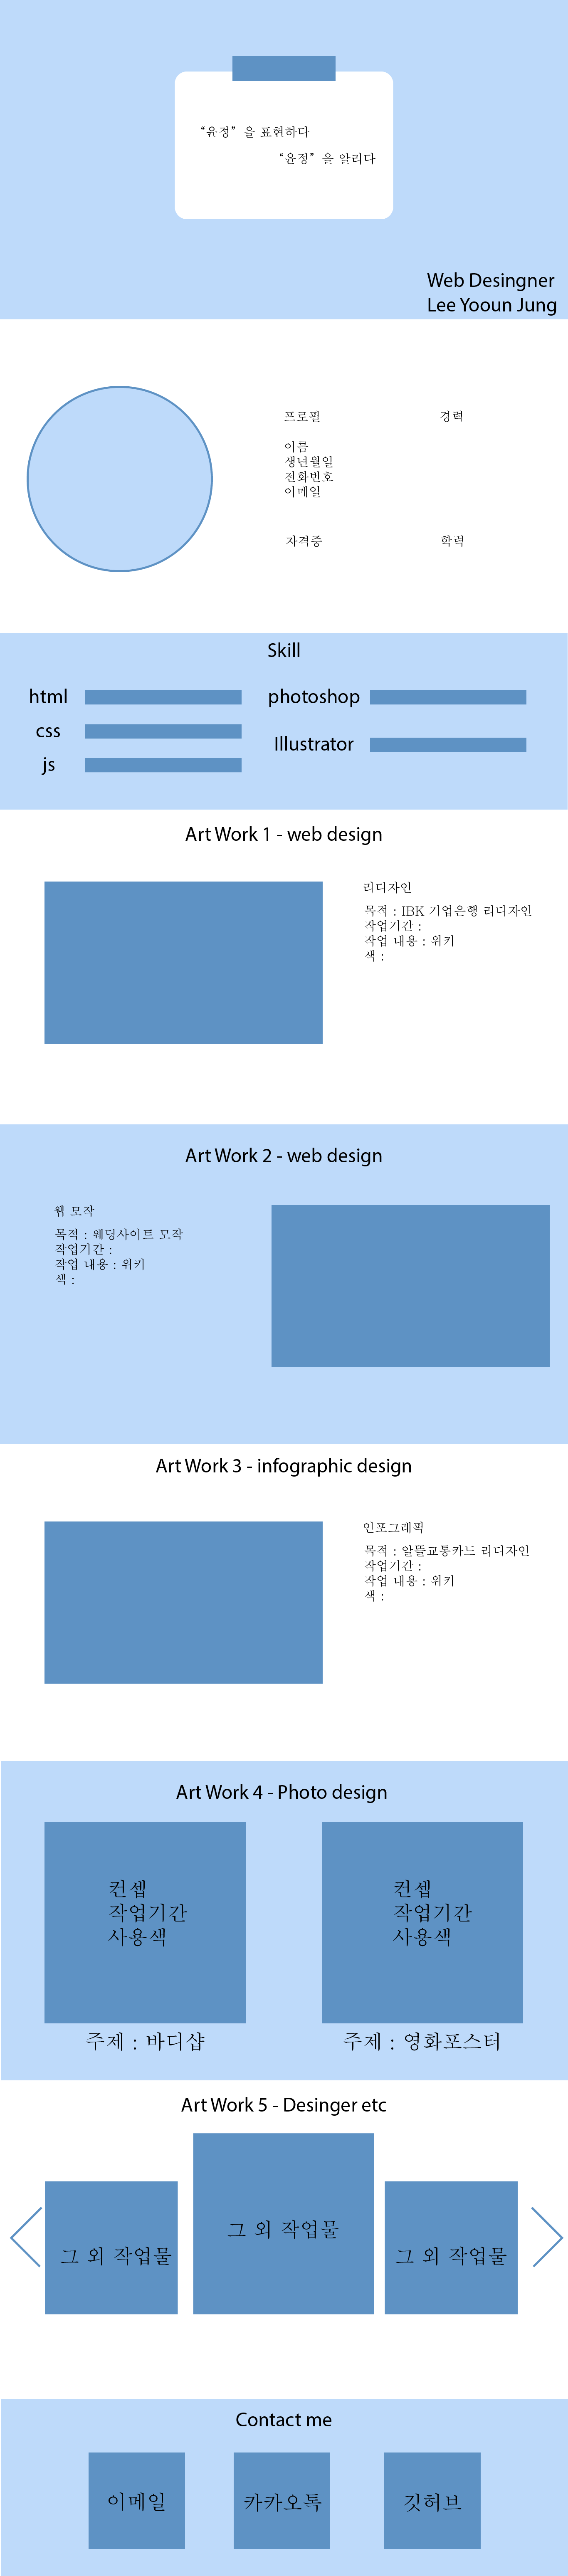 “윤정”을 표현하다
“윤정”을 알리다
Web Desingner
Lee Yooun Jung
프로필
이름
생년월일
전화번호
이메일
경력
자격증
학력
Skill
html
css
js
photoshop
Illustrator
Art Work 1 - web design
리디자인
목적 : IBK 기업은행 리디자인
작업기간 :
작업 내용 : 위키
색 :
Art Work 2 - web design
웹 모작
목적 : 웨딩사이트 모작
작업기간 :
작업 내용 : 위키
색 :
Art Work 3 - infographic design
인포그래픽
목적 : 알뜰교통카드 리디자인
작업기간 :
작업 내용 : 위키
색 :
Art Work 4 - Photo design
컨셉
작업기간
사용색
주제 : 바디샵
컨셉
작업기간
사용색
주제 : 영화포스터
Art Work 5 - Desinger etc
그 외 작업물
그 외 작업물
그 외 작업물
Contact me
이메일
카카오톡
깃허브